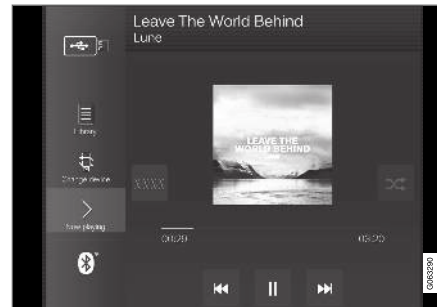 Leave The World Behind
Lune
Library
Change device
Now playing
LEAVE THE
WORLD BEHIND
XXXX
00:29
03:20
G063290